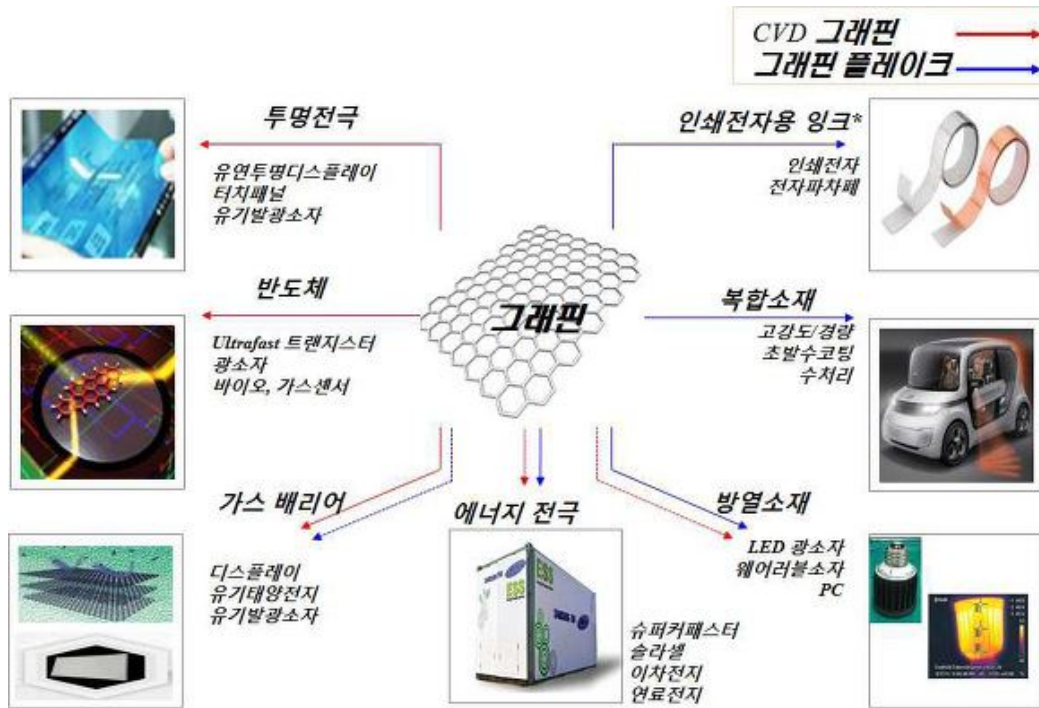 CVD 그래핀
그래핀 플레이크
투명전극
유연투명디스플레이
터치패널
유기발광소자
인쇄전자용 잉크*
인쇄전자
전자파차폐
반도체
Ultrafast 트랜지스터
광소자
바이오, 가스센서
그래핀
복합소재
고강도/경량
초발수코팅
수처리
가스 배리어
디스플레이
유기태양전지
유기발광소자
에너지 전극
ESS
ESS
슈퍼커패스터
슬라셀
이차전지
연료전지
방열소재
LED 광소자
웨어러블소자
PC